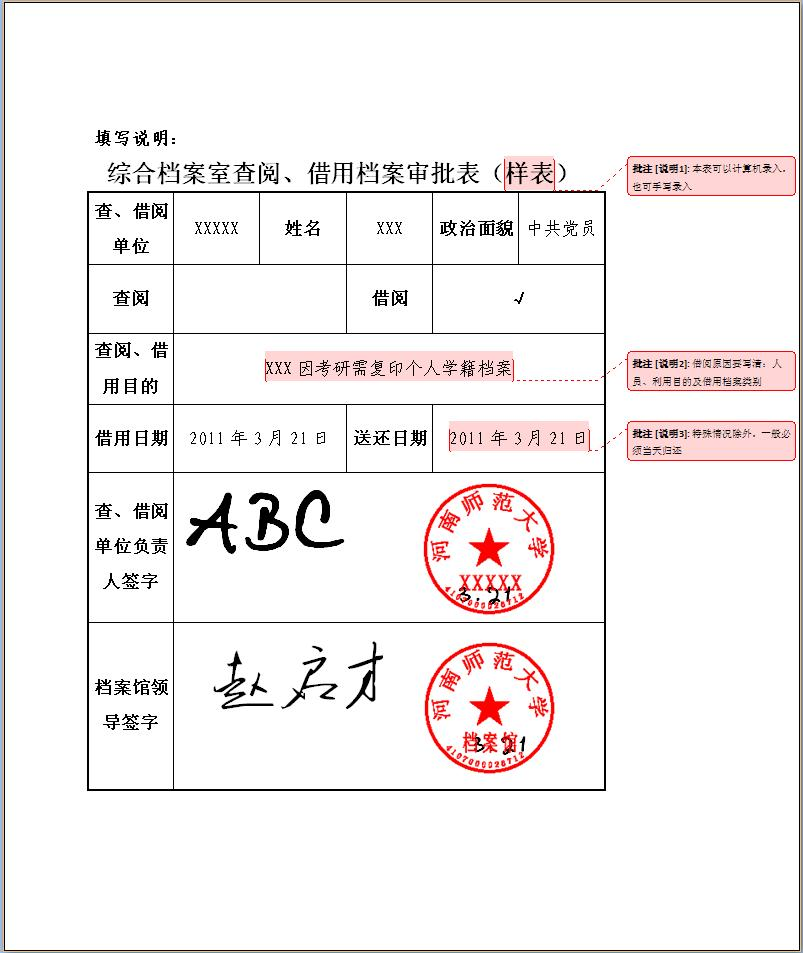 填写说明：
综合档案室查阅、借用档案审批表（样表）
批注 [说明1]: 本表可以计算机录入，
也可手写录入
查、借阅
单位
XXXXX
姓名
XXX
政治面貌
中共党员
查阅
借阅
√
查阅、借
用目的
XXX 因考研需复印个人学籍档案
批注 [说明2]: 借阅原因要写清：人
员、利用目的及借用档案类别
借用日期
2011 年 3 月 21 日
送还日期
2011 年 3 月 21 日
批注 [说明3]: 特殊情况除外，一般必
须当天归还
查、借阅
单位负责
人签字
ABC
河南师范大学
XXXXX
3.21
4107000026712
档案馆领
导签字
赵启才
河南师范大学
档案馆
3.21
4107000026712